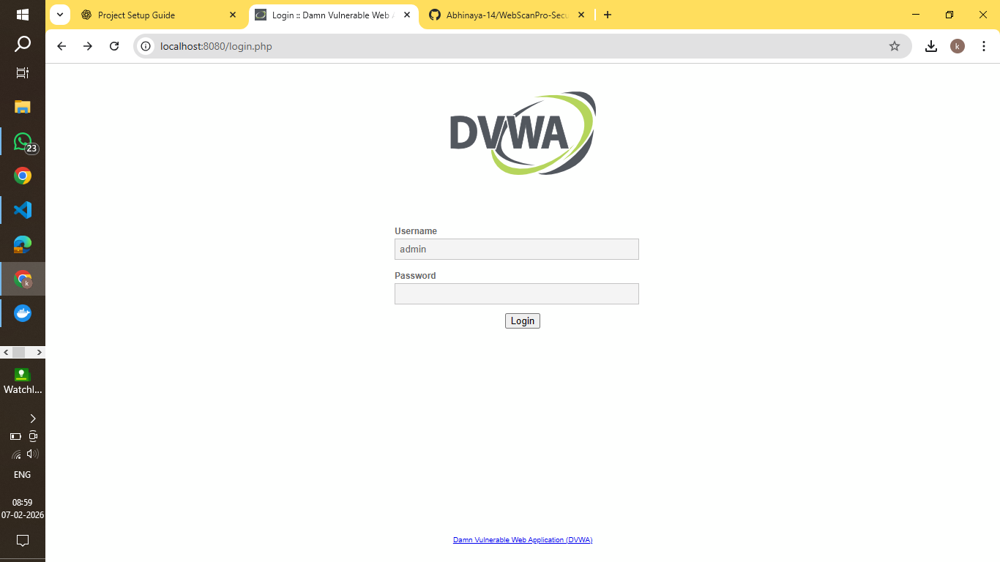 Project Setup Guide
Login :: Damn Vulnerable Web A
Abhinaya-14/WebScanPro-Secu
localhost:8080/login.php
k
DVWA
Username
admin
Password
Login
Damn Vulnerable Web Application (DVWA)
23
k
Watchl...
ENG
08:59
07-02-2026